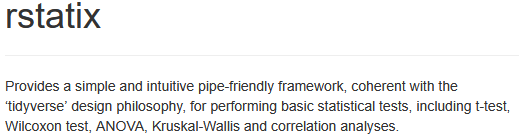 rstatix
Provides a simple and intuitive pipe-friendly framework, coherent with the
‘tidyverse’ design philosophy, for performing basic statistical tests, including t-test,
Wilcoxon test, ANOVA, Kruskal-Wallis and correlation analyses.